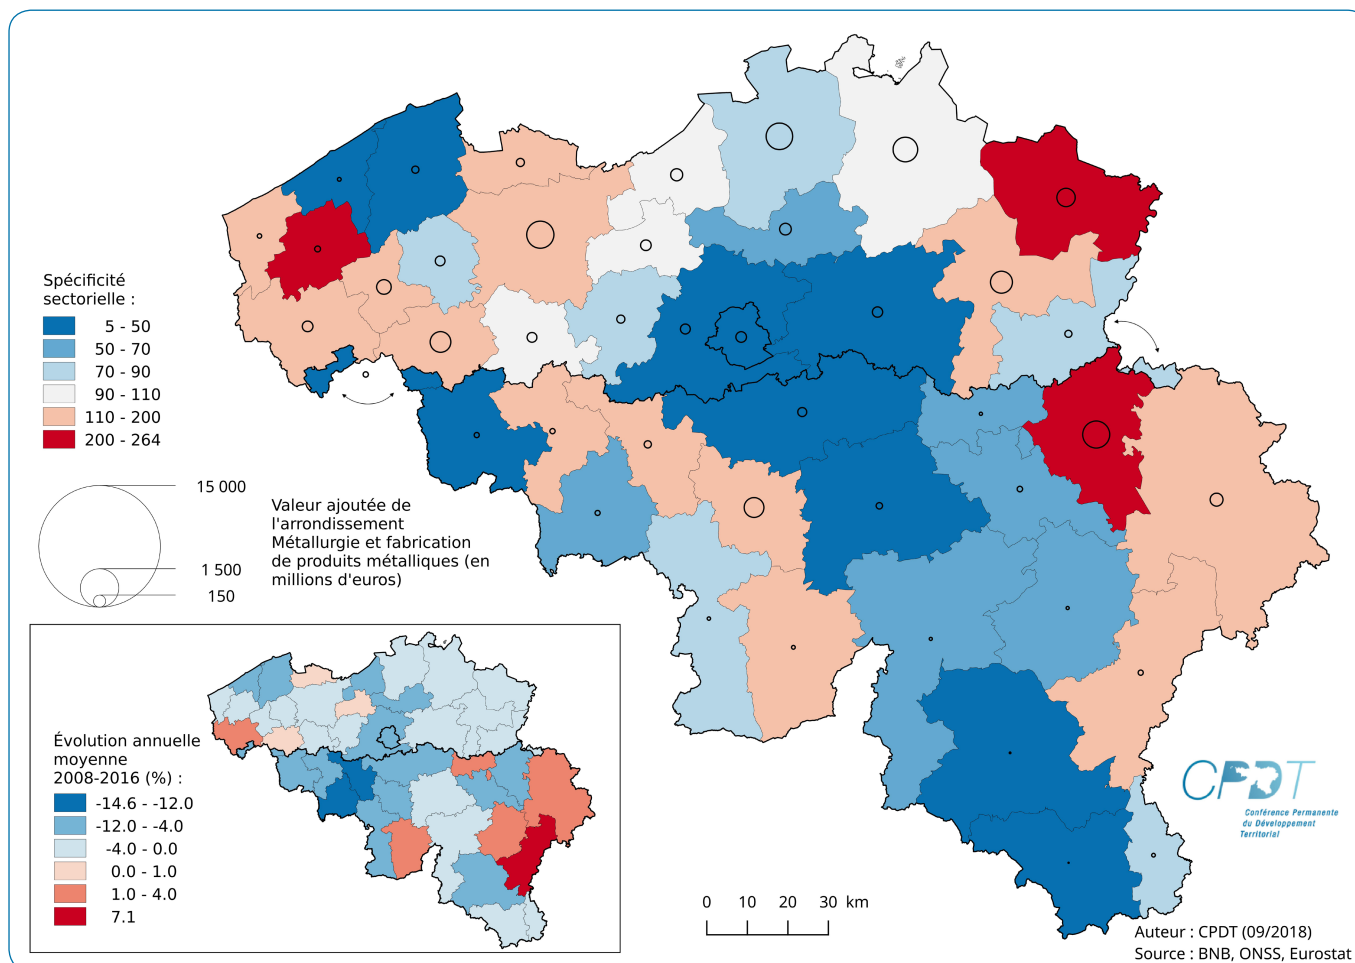 Spécificité
sectorielle :
5 - 50
50 - 70
70 - 90
90 - 110
110 - 200
200 - 264
15 000
1 500
150
Valeur ajoutée de
l'arrondissement
Métallurgie et fabrication
de produits métalliques (en
millions d'euros)
Évolution annuelle
moyenne
2008-2016 (%) :
-14.6 - -12.0
-12.0 - -4.0
-4.0 - 0.0
0.0 - 1.0
1.0 - 4.0
7.1
CPDT
Conférence Permanente
du Développement
Territorial
0 10 20 30 km
Auteur : CPDT (09/2018)
Source : BNB, ONSS, Eurostat